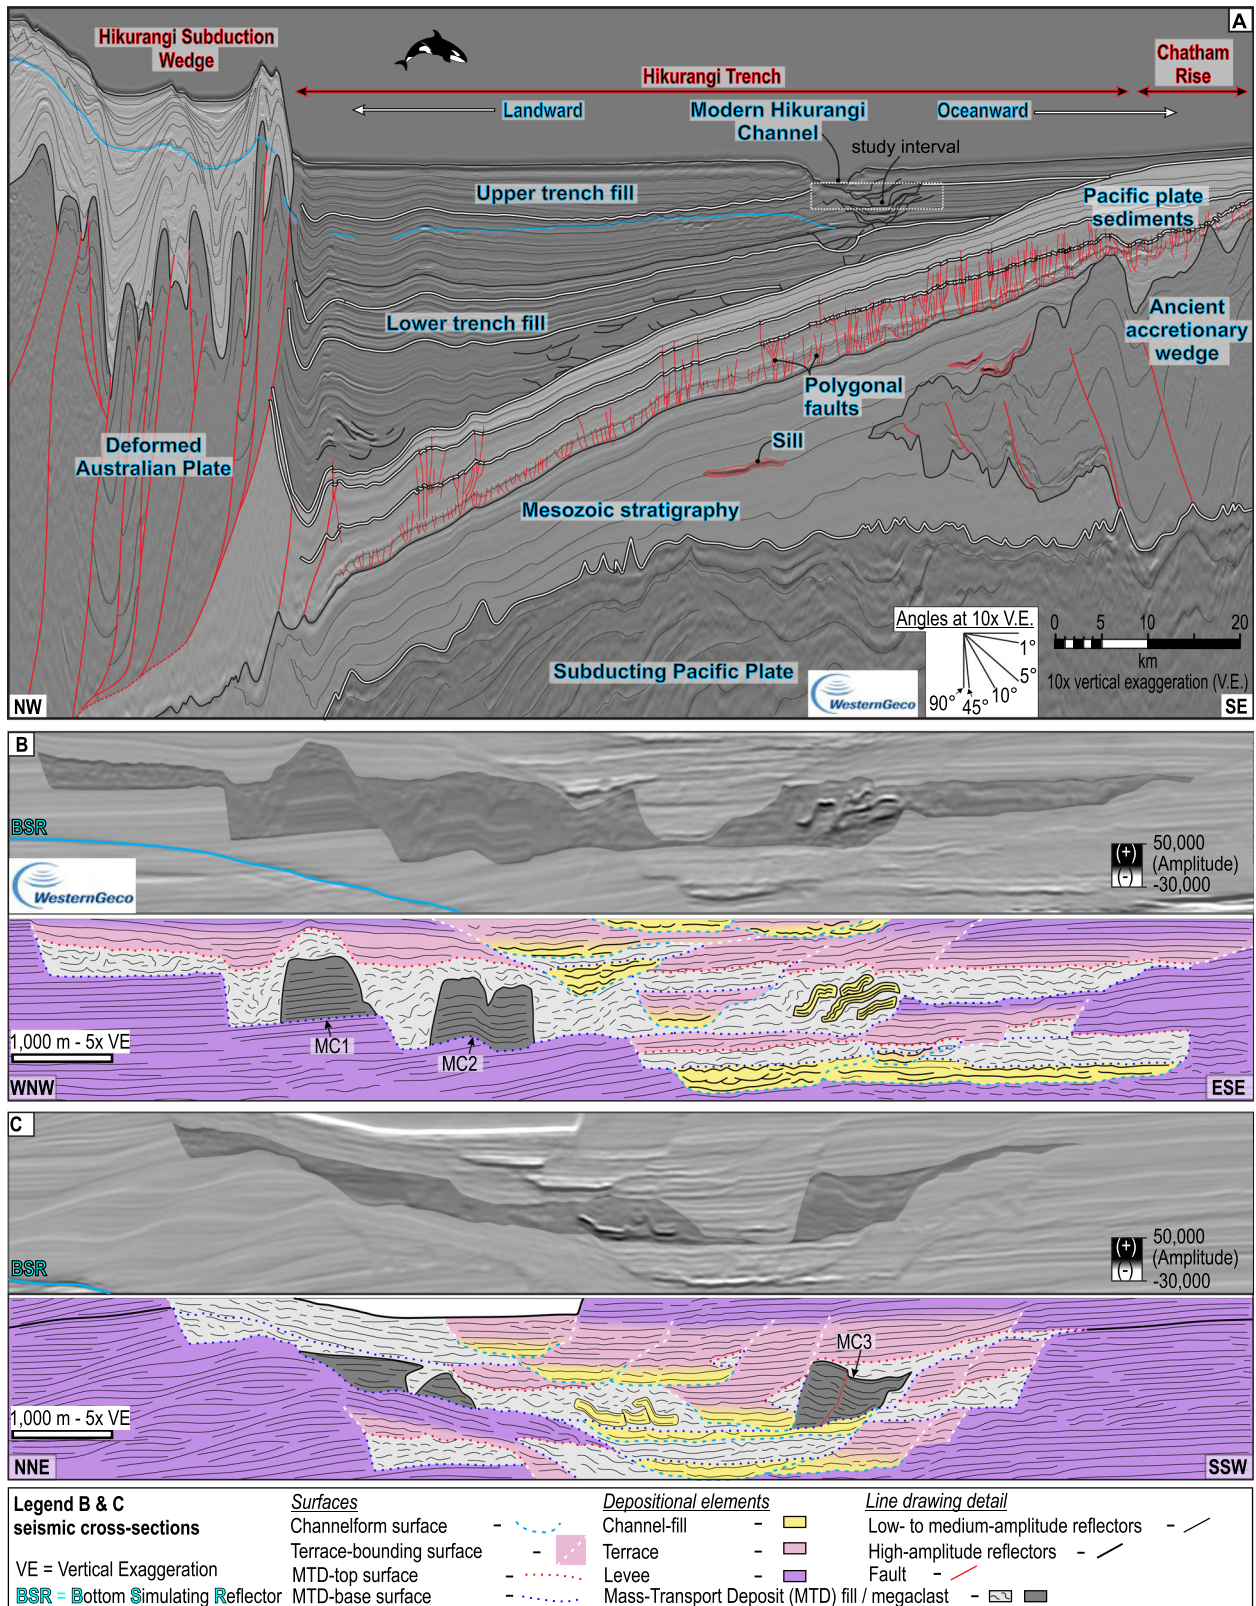 A
Hikurangi Subduction
Wedge
Hikurangi Trench
Chatham
Rise
Landward
Modern Hikurangi
Channel
Oceanward
study interval
Upper trench fill
Pacific plate
sediments
Lower trench fill
Ancient
accretionary
wedge
Polygonal
faults
Deformed
Australian Plate
Sill
Mesozoic stratigraphy
Subducting Pacific Plate
WesternGeco
Angles at 10x V.E.
1°
5°
10°
45°
90°
0 5 10 20
km
10x vertical exaggeration (V.E.)
NW
SE
B
BSR
WesternGeco
(+)
(-)
50,000
(Amplitude)
-30,000
MC1
MC2
1,000 m - 5x VE
WNW
ESE
C
BSR
(+)
(-)
50,000
(Amplitude)
-30,000
MC3
1,000 m - 5x VE
NNE
SSW
Legend B & C
seismic cross-sections
VE = Vertical Exaggeration
BSR = Bottom Simulating Reflector
Surfaces
Channelform surface -
Terrace-bounding surface -
MTD-top surface -
MTD-base surface -
Depositional elements
Channel-fill -
Terrace -
Levee -
Mass-Transport Deposit (MTD) fill / megaclast -
Line drawing detail
Low- to medium-amplitude reflectors -
High-amplitude reflectors -
Fault -